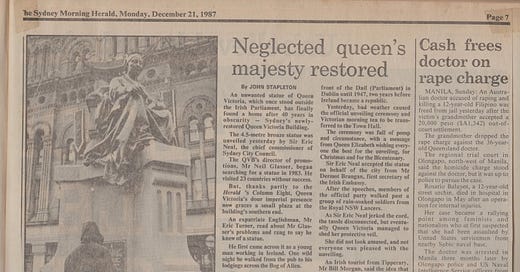 The Sydney Morning Herald, Monday, December 21, 1987
Page 7
Neglected queen's
majesty restored
By JOHN STAPLETON
An unwanted statue of Queen
Victoria, which once stood outside
the Irish Parliament, has finally
found a home after 40 years in
obscurity — Sydney's newly-
restored Queen Victoria Building.
The 4.5-metre bronze statue was
unveiled yesterday by Sir Eric
Neal, the chief commissioner of
Sydney City Council.
The QVB's director of promo-
tions, Mr Neil Glasser, began
searching for a statue in 1983. He
visited 23 countries without success.
But, thanks partly to the
Herald's Column Eight, Queen
Victoria's dour imperial presence
now graces a small plaza at the
building's southern end.
An expatriate Englishman, Mr
Eric Turner, read about Mr Glas-
ser's problems and rang to say he
knew of a statue.
He first came across it as a young
man working in Ireland. One wild
night he walked from the pub to his
lodgings across the Bog of Allen.
front of the Dail (Parliament) in
Dublin until 1947, two years before
Ireland became a republic.
Yesterday, bad weather caused
the official unveiling ceremony and
Victorian morning tea to be trans-
ferred to the Town Hall.
The ceremony was full of pomp
and circumstance, with a message
from Queen Elizabeth wishing every-
one the best for the unveiling, for
Christmas and for the Bicentenary.
Sir Eric Neal accepted the statue
on behalf of the city from Mr
Dermot Brangan, first secretary of
the Irish Embassy.
After the speeches, members of
the official party walked past a
group of rain-soaked soldiers from
the Royal NSW Lancers.
As Sir Eric Neal jerked the cord,
the tassle disconnected, but eventu-
ally Queen Victoria managed to
shed her protective veil.
She did not look amused, and not
everyone was pleased with the
unveiling.
An Irish tourist from Tipperary,
Mr Bill Morgan, said the idea that
Cash frees
doctor on
rape charge
MANILA, Sunday: An Austra-
lian doctor accused of raping and
killing a 12-year-old Filipino was
freed from jail yesterday after the
victim's grandmother accepted a
20,000 peso ($A1,342) out-of-
court settlement.
The grandmother dropped the
rape charge against the 36-year-
old Queensland doctor.
The regional trial court in
Olongapo, north-west of Manila,
said the homicide charge stood
against the doctor, but it was up to
police to pursue the case.
Rosario Baluyot, a 12-year-old
street urchin, died in hospital in
Olongapo in May after an opera-
tion for internal injuries.
Her case became a rallying
point among feminists and
nationalists who at first suspected
that she had been assaulted by
United States servicemen from
nearby Subic naval base.
The doctor was arrested in
Manila three months later by
Olongapo police and US Naval